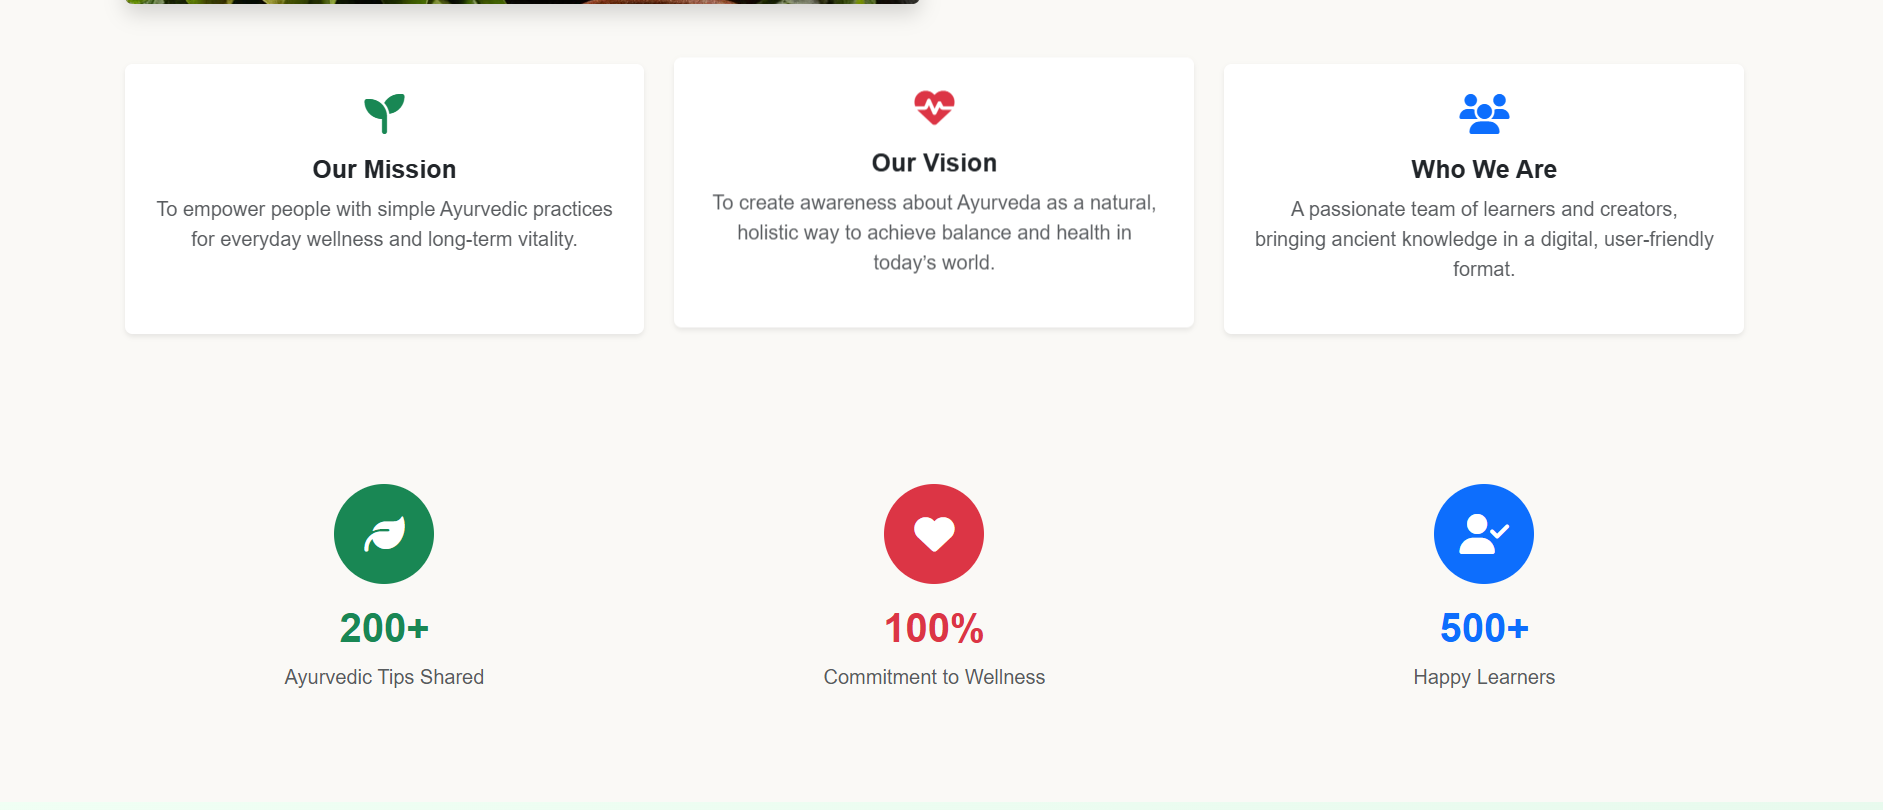 Our Mission
To empower people with simple Ayurvedic practices
for everyday wellness and long-term vitality.
Our Vision
To create awareness about Ayurveda as a natural,
holistic way to achieve balance and health in
today’s world.
Who We Are
A passionate team of learners and creators,
bringing ancient knowledge in a digital, user-friendly
format.
200+
Ayurvedic Tips Shared
100%
Commitment to Wellness
500+
Happy Learners